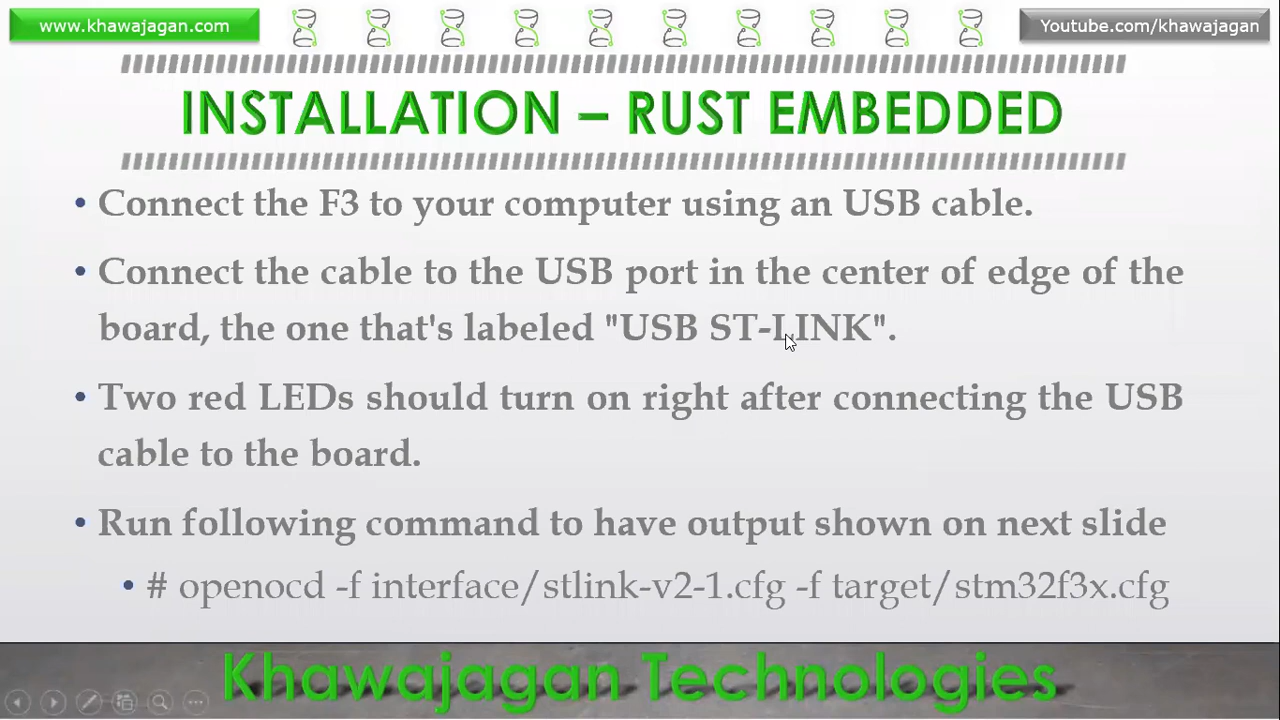 www.khawajagan.com
Youtube.com/khawajagan
INSTALLATION – RUST EMBEDDED
• Connect the F3 to your computer using an USB cable.
• Connect the cable to the USB port in the center of edge of the
board, the one that's labeled "USB ST-LINK".
• Two red LEDs should turn on right after connecting the USB
cable to the board.
• Run following command to have output shown on next slide
• # openocd -f interface/stlink-v2-1.cfg -f target/stm32f3x.cfg
Khawajagan Technologies